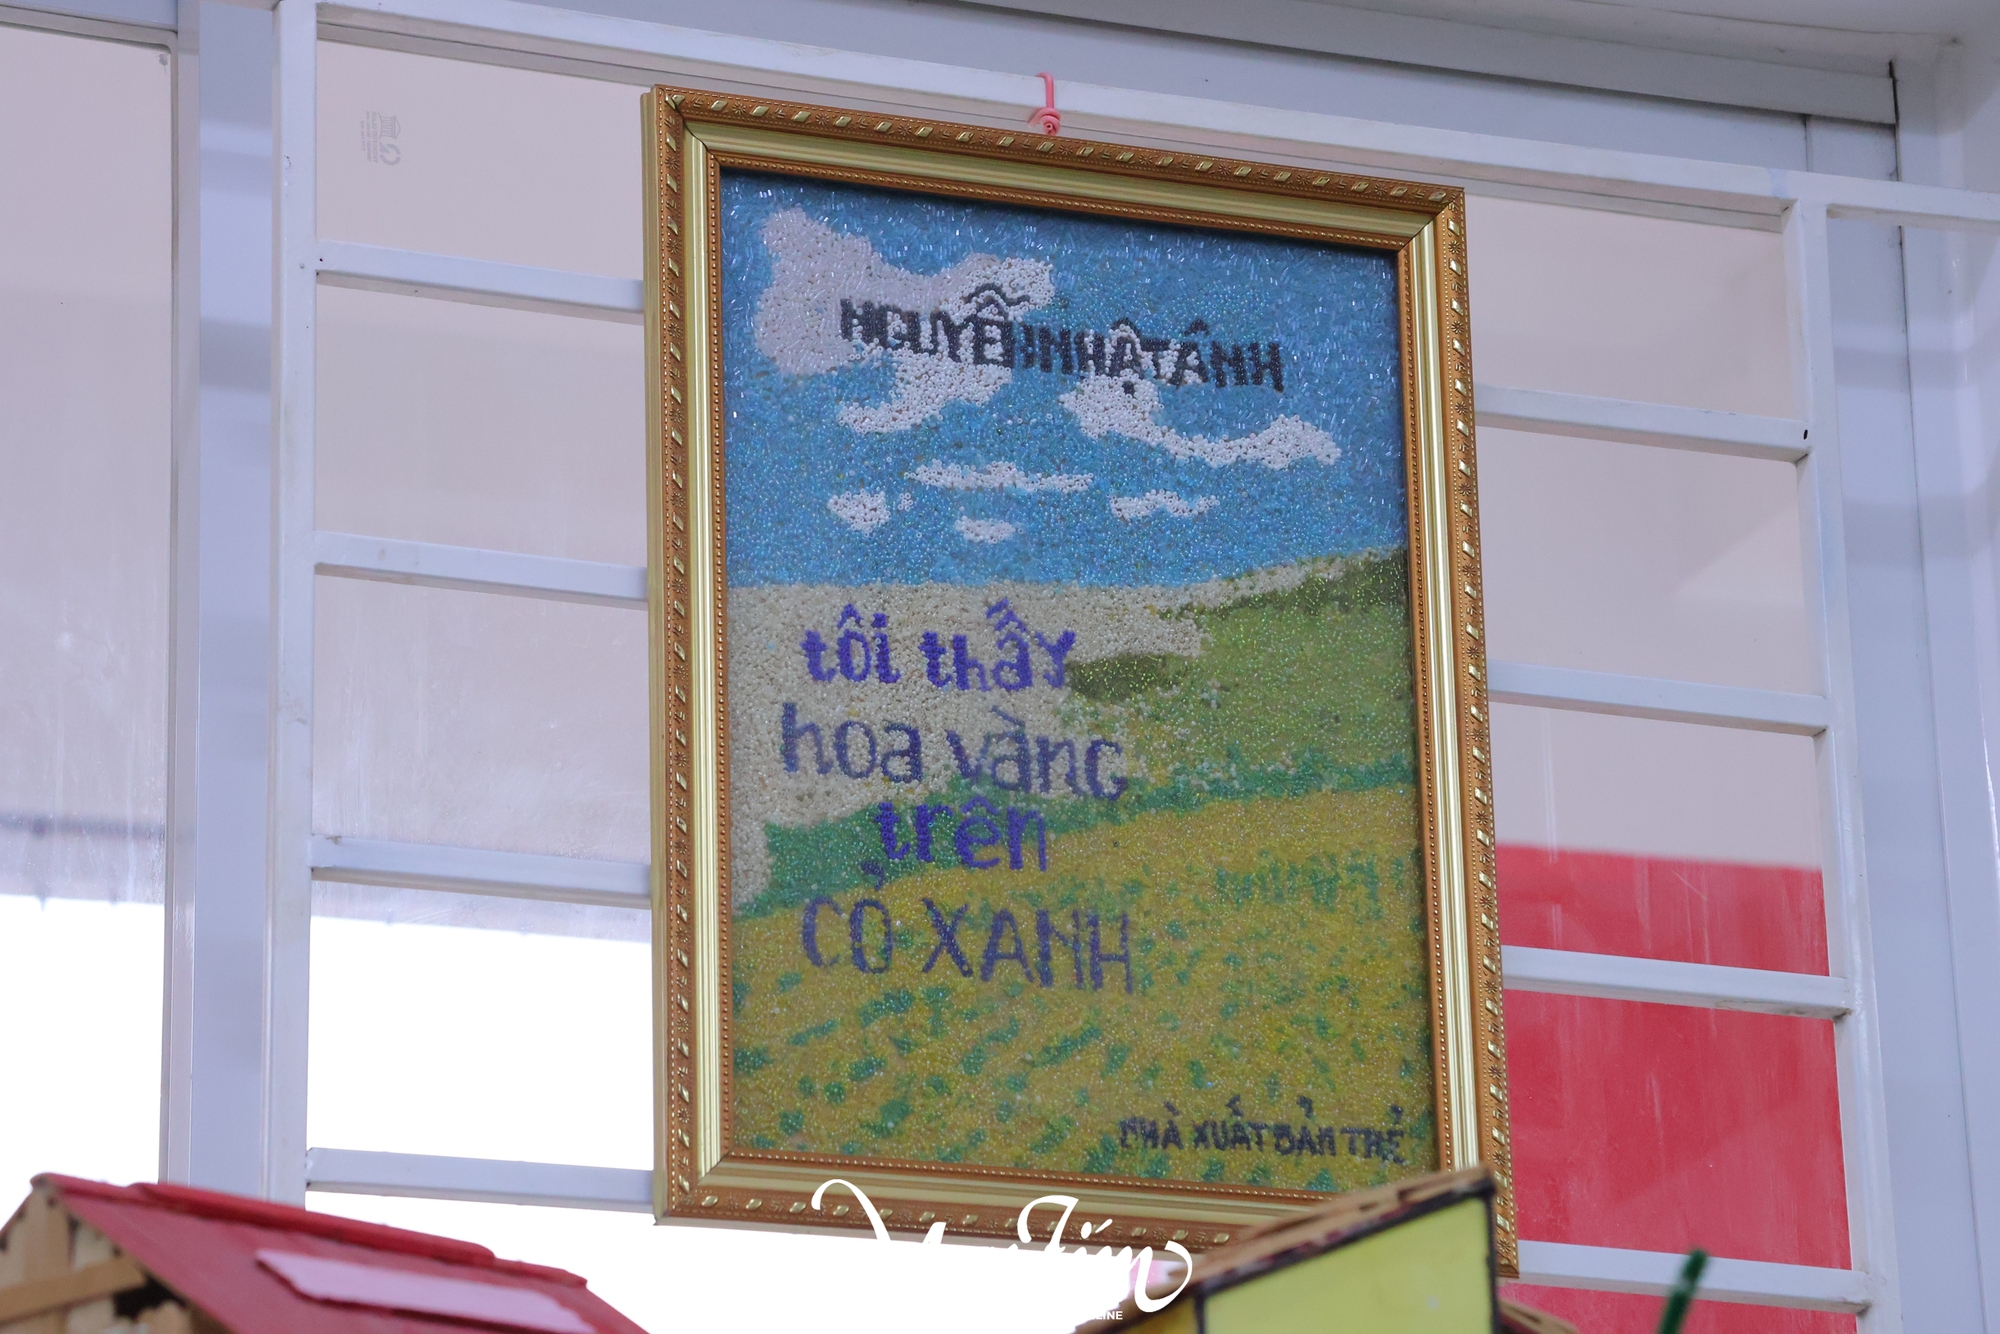 NGUYỄN NHẬT ÁNH
tôi thấy
hoa vàng
trên
CỎ XANH
NHÀ XUẤT BẢN TRẺ